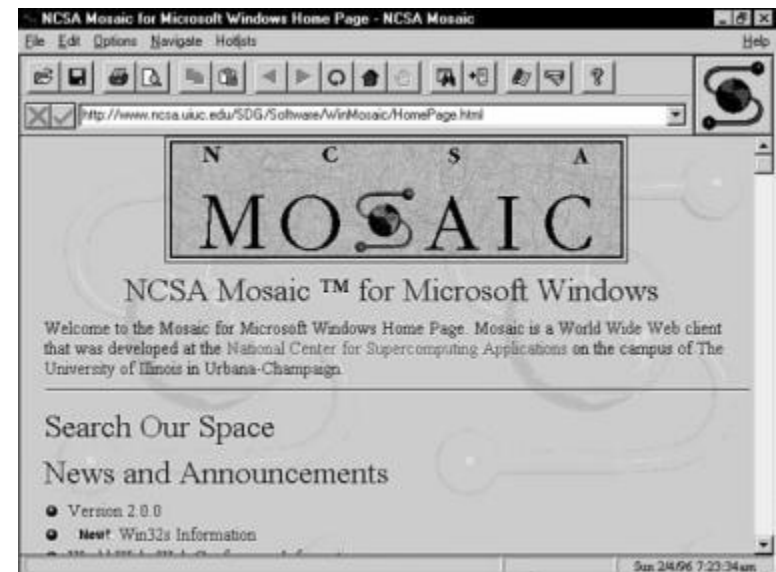 NCSA Mosaic for Microsoft Windows Home Page - NCSA Mosaic
File Edit Options Navigate Hotlists Help
http://www.ncsa.uiuc.edu/SDG/Software/WinMosaic/HomePage.html
N C S A
MOSAIC
NCSA Mosaic ™ for Microsoft Windows
Welcome to the Mosaic for Microsoft Windows Home Page. Mosaic is a World Wide Web client
that was developed at the National Center for Supercomputing Applications on the campus of The
University of Illinois in Urbana-Champaign.
Search Our Space
News and Announcements
Version 2.0.0
New! Win32s Information
Sun 2/4/96 7:23:34am